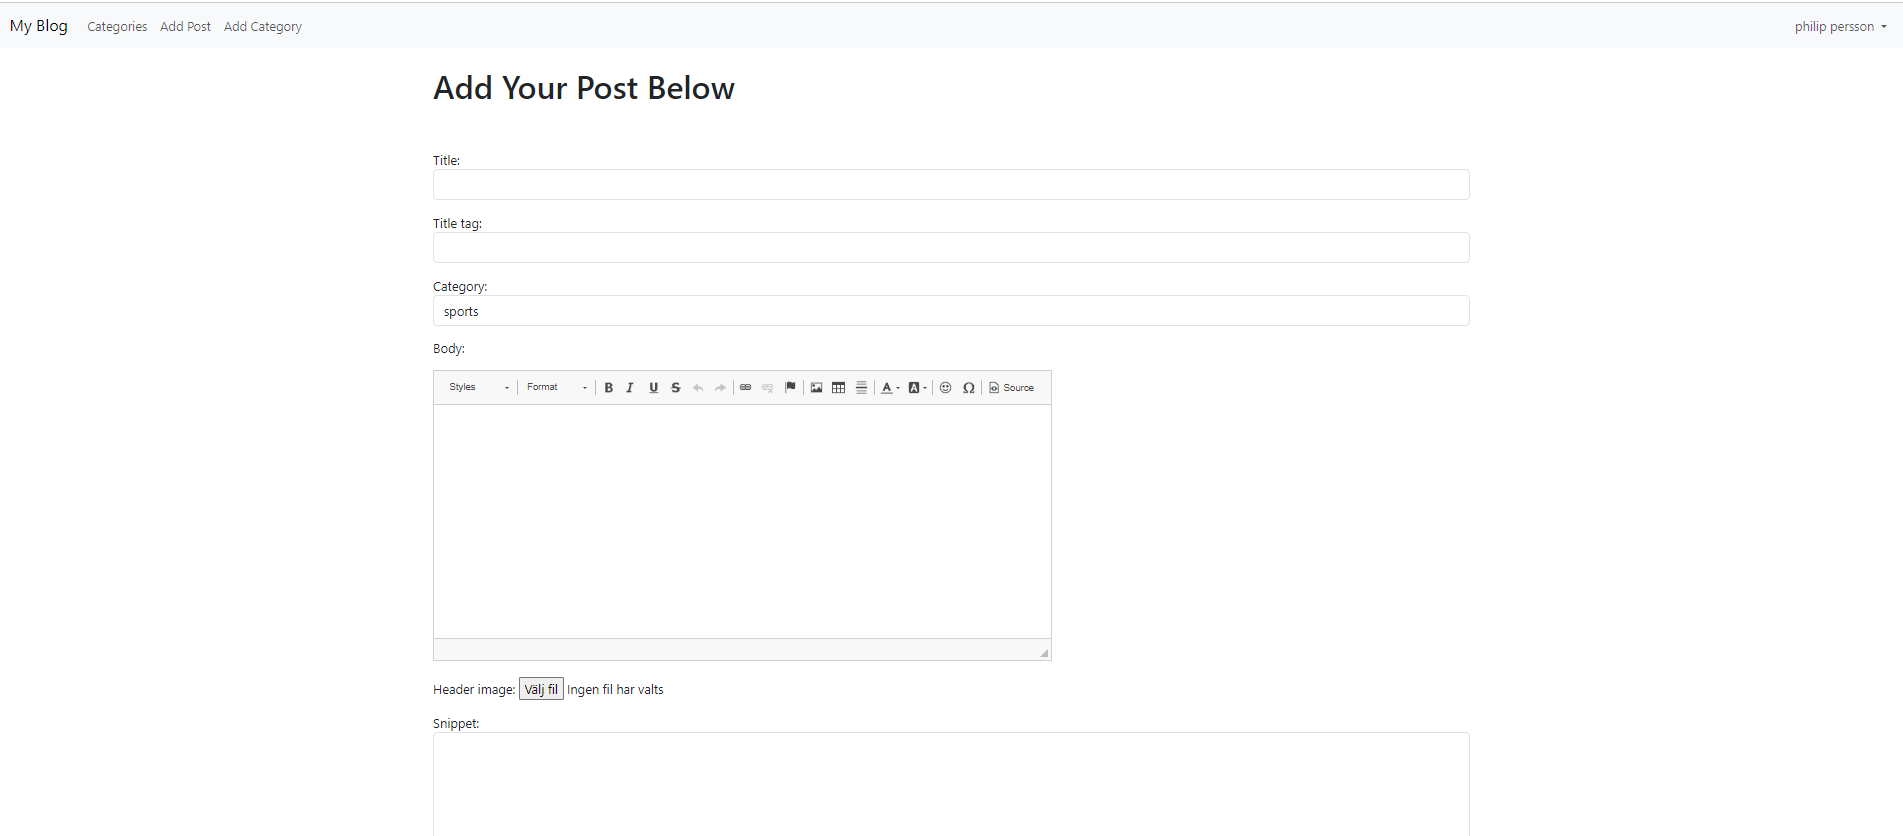 My Blog Categories Add Post Add Category philip persson
Add Your Post Below
Title:
Title tag:
Category:
sports
Body:
Styles Format B I U S A A Ω Source
Header image: Välj fil Ingen fil har valts
Snippet: